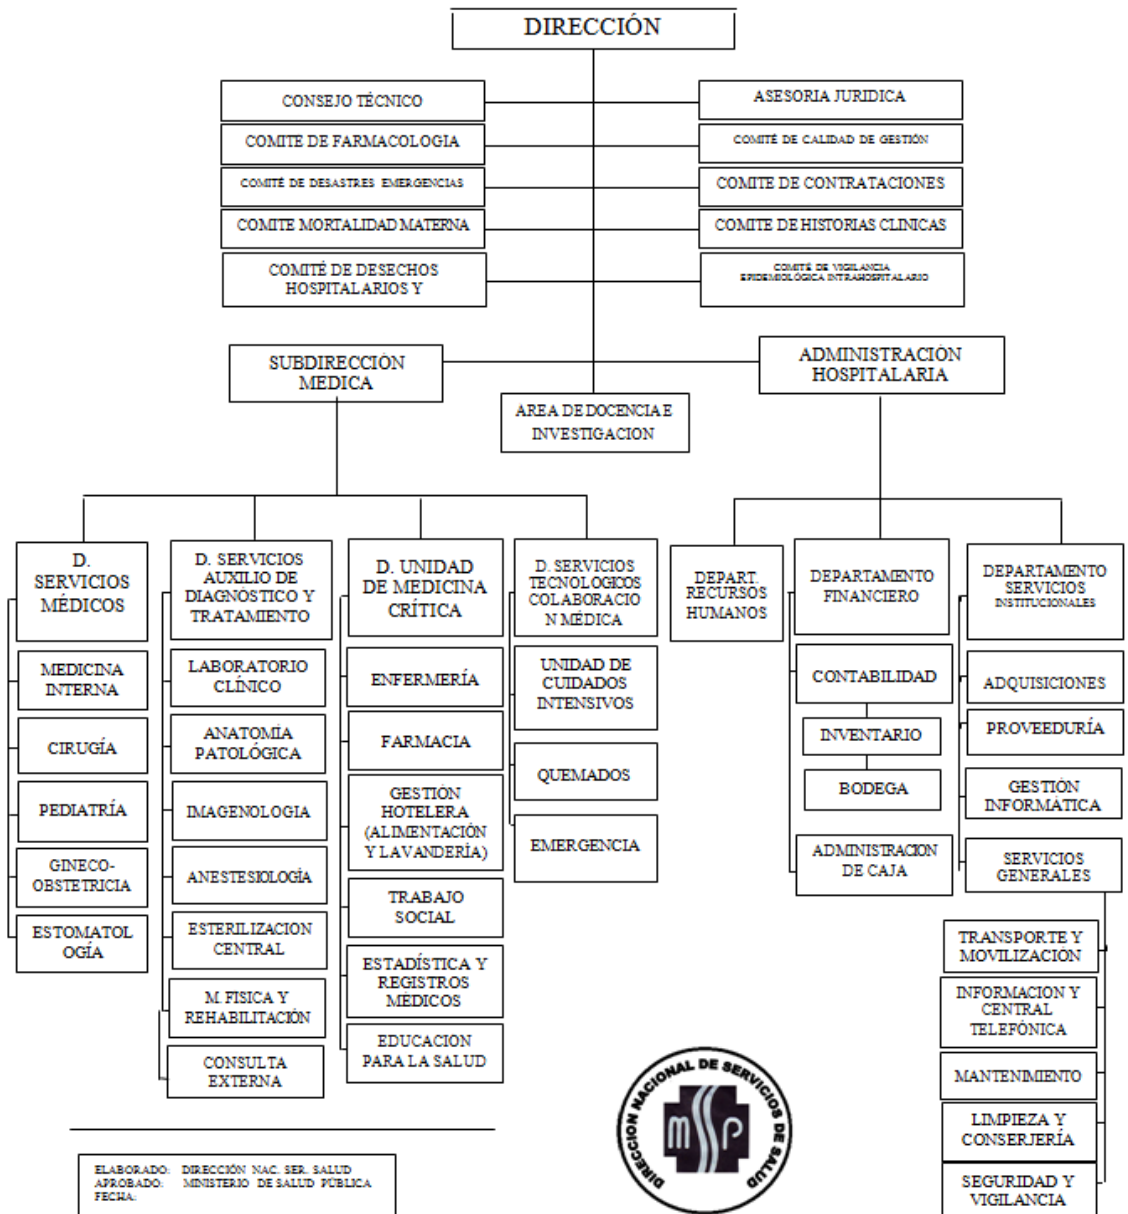 DIRECCIÓN
CONSEJO TÉCNICO
ASESORIA JURIDICA
COMITE DE FARMACOLOGIA
COMITÉ DE CALIDAD DE GESTIÓN
COMITÉ DE DESASTRES EMERGENCIAS
COMITE DE CONTRATACIONES
COMITE MORTALIDAD MATERNA
COMITE DE HISTORIAS CLINICAS
COMITÉ DE DESECHOS
HOSPITALARIOS Y
COMITÉ DE VIGILANCIA
EPIDEMIOLÓGICA INTRAHOSPITALARIO
SUBDIRECCIÓN
MEDICA
ADMINISTRACIÓN
HOSPITALARIA
AREA DE DOCENCIA E
INVESTIGACION
D.
SERVICIOS
MÉDICOS
MEDICINA
INTERNA
CIRUGÍA
PEDIATRÍA
GINECO-
OBSTETRICIA
ESTOMATOL
OGÍA
D. SERVICIOS
AUXILIO DE
DIAGNÓSTICO Y
TRATAMIENTO
LABORATORIO
CLÍNICO
ANATOMÍA
PATOLÓGICA
IMAGENOLOGIA
ANESTESIOLOGÍA
ESTERILIZACION
CENTRAL
M. FISICA Y
REHABILITACIÓN
CONSULTA
EXTERNA
D. UNIDAD
DE MEDICINA
CRÍTICA
ENFERMERÍA
FARMACIA
GESTIÓN
HOTELERA
(ALIMENTACIÓN
Y LAVANDERÍA)
TRABAJO
SOCIAL
ESTADÍSTICA Y
REGISTROS
MÉDICOS
EDUCACION
PARA LA SALUD
D. SERVICIOS
TECNOLOGICOS
COLABORACIO
N MÉDICA
UNIDAD DE
CUIDADOS
INTENSIVOS
QUEMADOS
EMERGENCIA
DEPART.
RECURSOS
HUMANOS
DEPARTAMENTO
FINANCIERO
CONTABILIDAD
INVENTARIO
BODEGA
ADMINISTRACION
DE CAJA
DEPARTAMENTO
SERVICIOS
INSTITUCIONALES
ADQUISICIONES
PROVEEDURÍA
GESTIÓN
INFORMÁTICA
SERVICIOS
GENERALES
TRANSPORTE Y
MOVILIZACIÓN
INFORMACION Y
CENTRAL
TELEFÓNICA
MANTENIMIENTO
LIMPIEZA Y
CONSERJERÍA
SEGURIDAD Y
VIGILANCIA
DIRECCION NACIONAL DE SERVICIOS DE SALUD
MSP
ELABORADO: DIRECCIÓN NAC. SER. SALUD
APROBADO: MINISTERIO DE SALUD PÚBLICA
FECHA: